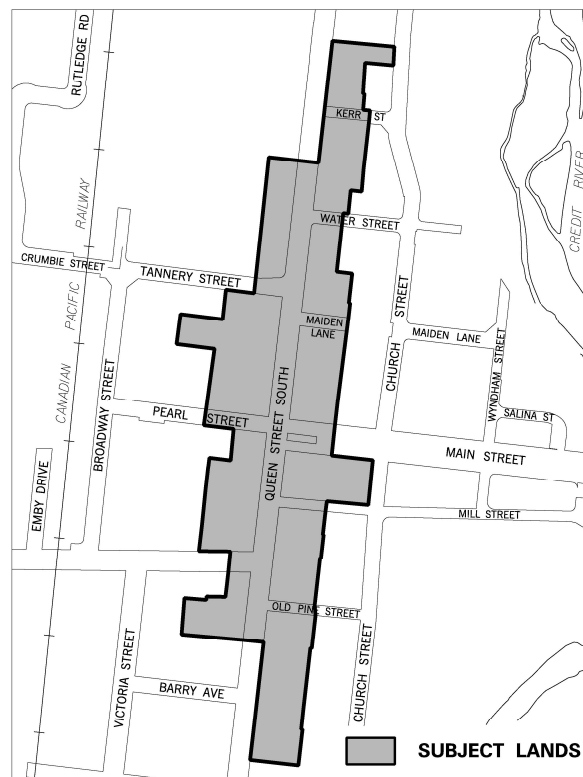 RUTLEDGE RD
KERR ST
CREDIT RIVER
RAILWAY
WATER STREET
CRUMBIE STREET
TANNERY STREET
PACIFIC
MAIDEN
LANE
CHURCH STREET
MAIDEN LANE
WYNDHAM STREET
CANADIAN
BROADWAY STREET
PEARL STREET
QUEEN STREET SOUTH
SALINA ST
MAIN STREET
EMBY DRIVE
MILL STREET
OLD PINE STREET
VICTORIA STREET
BARRY AVE
CHURCH STREET
SUBJECT LANDS